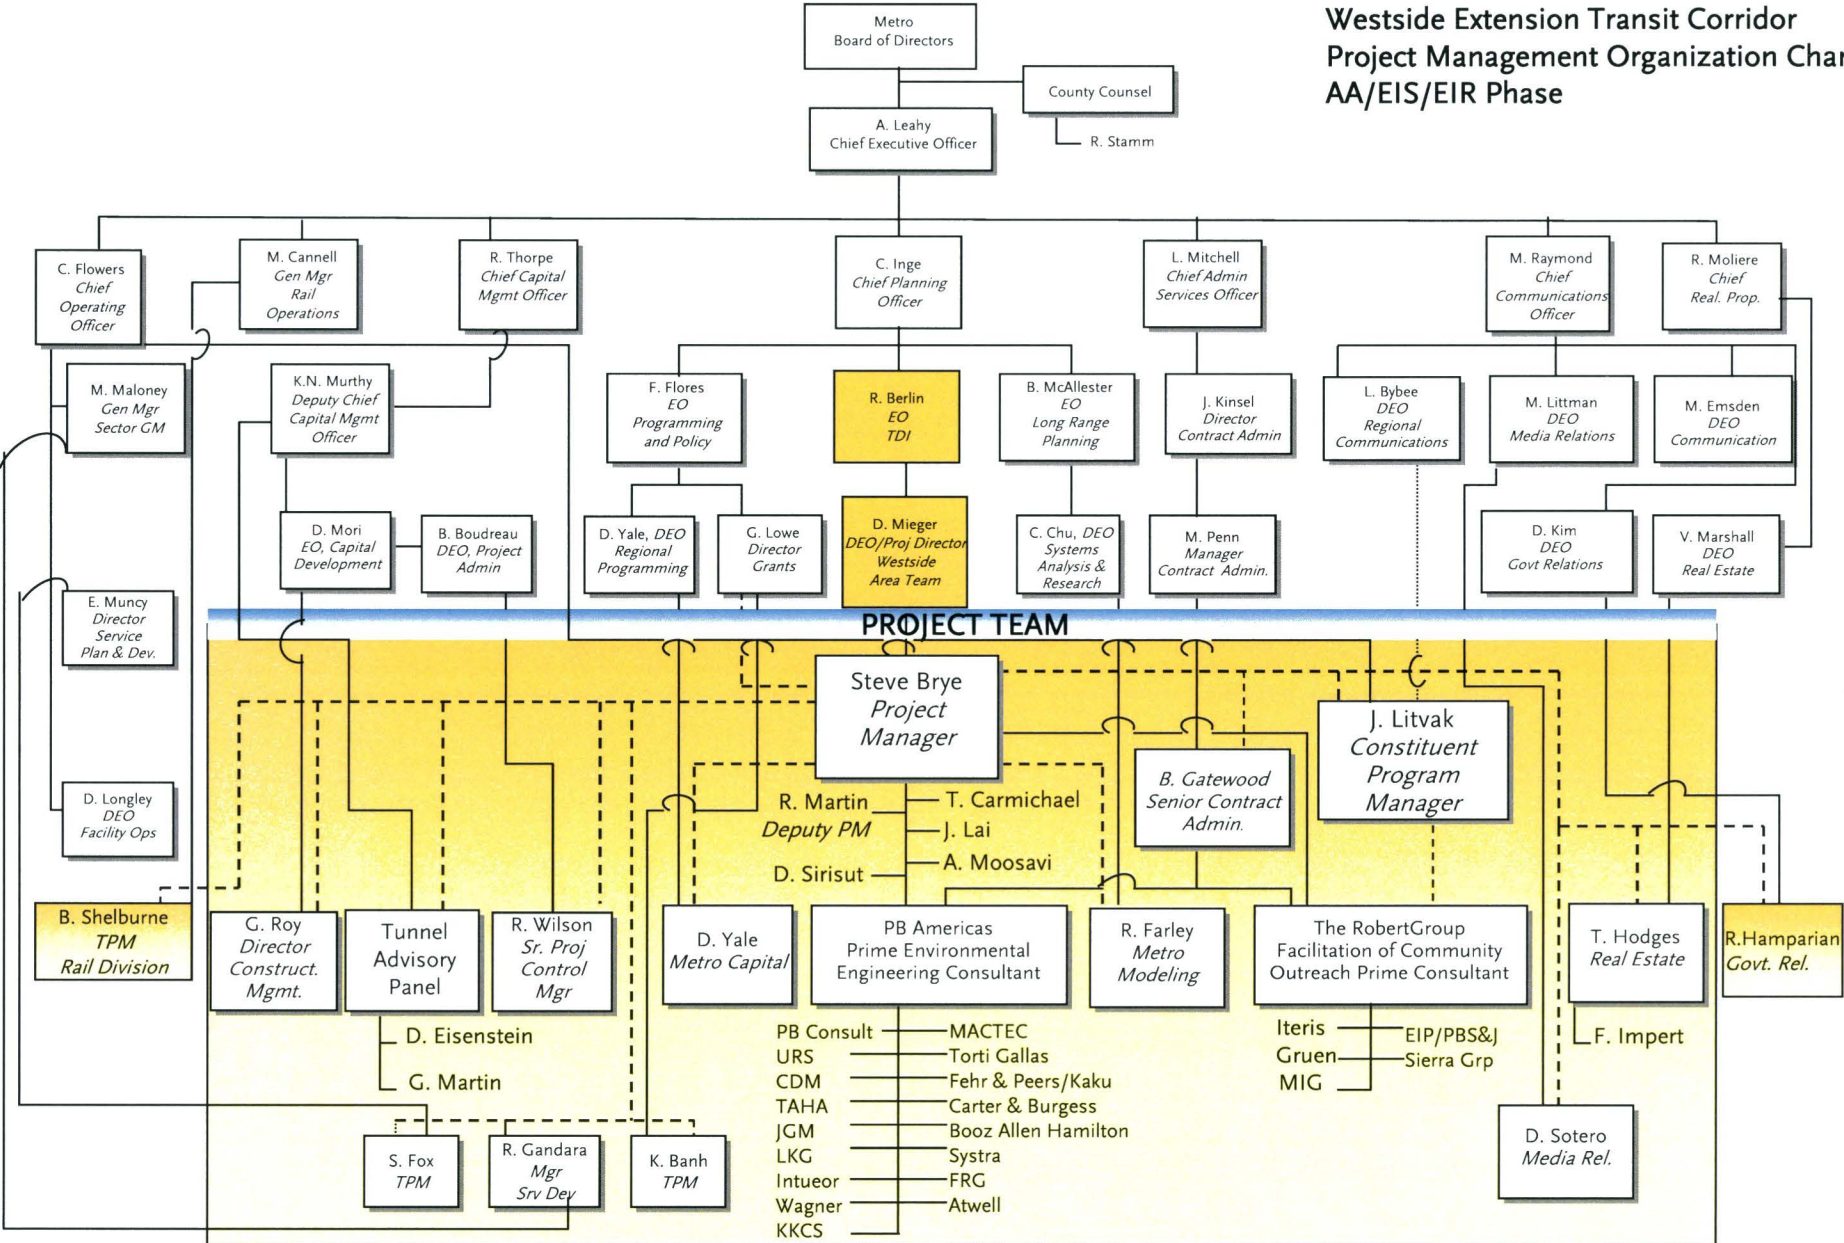 Westside Extension Transit Corridor
Project Management Organization Char
AA/EIS/EIR Phase
Metro
Board of Directors
County Counsel
R. Stamm
A. Leahy
Chief Executive Officer
C. Flowers
Chief
Operating
Officer
M. Cannell
Gen Mgr
Rail
Operations
R. Thorpe
Chief Capital
Mgmt Officer
C. Inge
Chief Planning
Officer
L. Mitchell
Chief Admin
Services Officer
M. Raymond
Chief
Communications
Officer
R. Moliere
Chief
Real. Prop.
M. Maloney
Gen Mgr
Sector GM
K.N. Murthy
Deputy Chief
Capital Mgmt
Officer
F. Flores
EO
Programming
and Policy
R. Berlin
EO
TDI
B. McAllester
EO
Long Range
Planning
J. Kinsel
Director
Contract Admin
L. Bybee
DEO
Regional
Communications
M. Littman
DEO
Media Relations
M. Emsden
DEO
Communication
D. Mori
EO, Capital
Development
B. Boudreau
DEO, Project
Admin
D. Yale, DEO
Regional
Programming
G. Lowe
Director
Grants
D. Mieger
DEO/Proj Director
Westside
Area Team
C. Chu, DEO
Systems
Analysis &
Research
M. Penn
Manager
Contract Admin.
D. Kim
DEO
Govt Relations
V. Marshall
DEO
Real Estate
E. Muncy
Director
Service
Plan & Dev.
PROJECT TEAM
Steve Brye
Project
Manager
J. Litvak
Constituent
Program
Manager
B. Gatewood
Senior Contract
Admin.
D. Longley
DEO
Facility Ops
R. Martin
Deputy PM
D. Sirisut
T. Carmichael
J. Lai
A. Moosavi
B. Shelburne
TPM
Rail Division
G. Roy
Director
Construct.
Mgmt.
Tunnel
Advisory
Panel
R. Wilson
Sr. Proj
Control
Mgr
D. Yale
Metro Capital
PB Americas
Prime Environmental
Engineering Consultant
R. Farley
Metro
Modeling
The RobertGroup
Facilitation of Community
Outreach Prime Consultant
T. Hodges
Real Estate
R.Hamparian
Govt. Rel.
D. Eisenstein
G. Martin
PB Consult
URS
CDM
TAHA
JGM
LKG
Intueor
Wagner
KKCS
MACTEC
Torti Gallas
Fehr & Peers/Kaku
Carter & Burgess
Booz Allen Hamilton
Systra
FRG
Atwell
Iteris
Gruen
MIG
EIP/PBS&J
Sierra Grp
F. Impert
S. Fox
TPM
R. Gandara
Mgr
Srv Dev
K. Banh
TPM
D. Sotero
Media Rel.